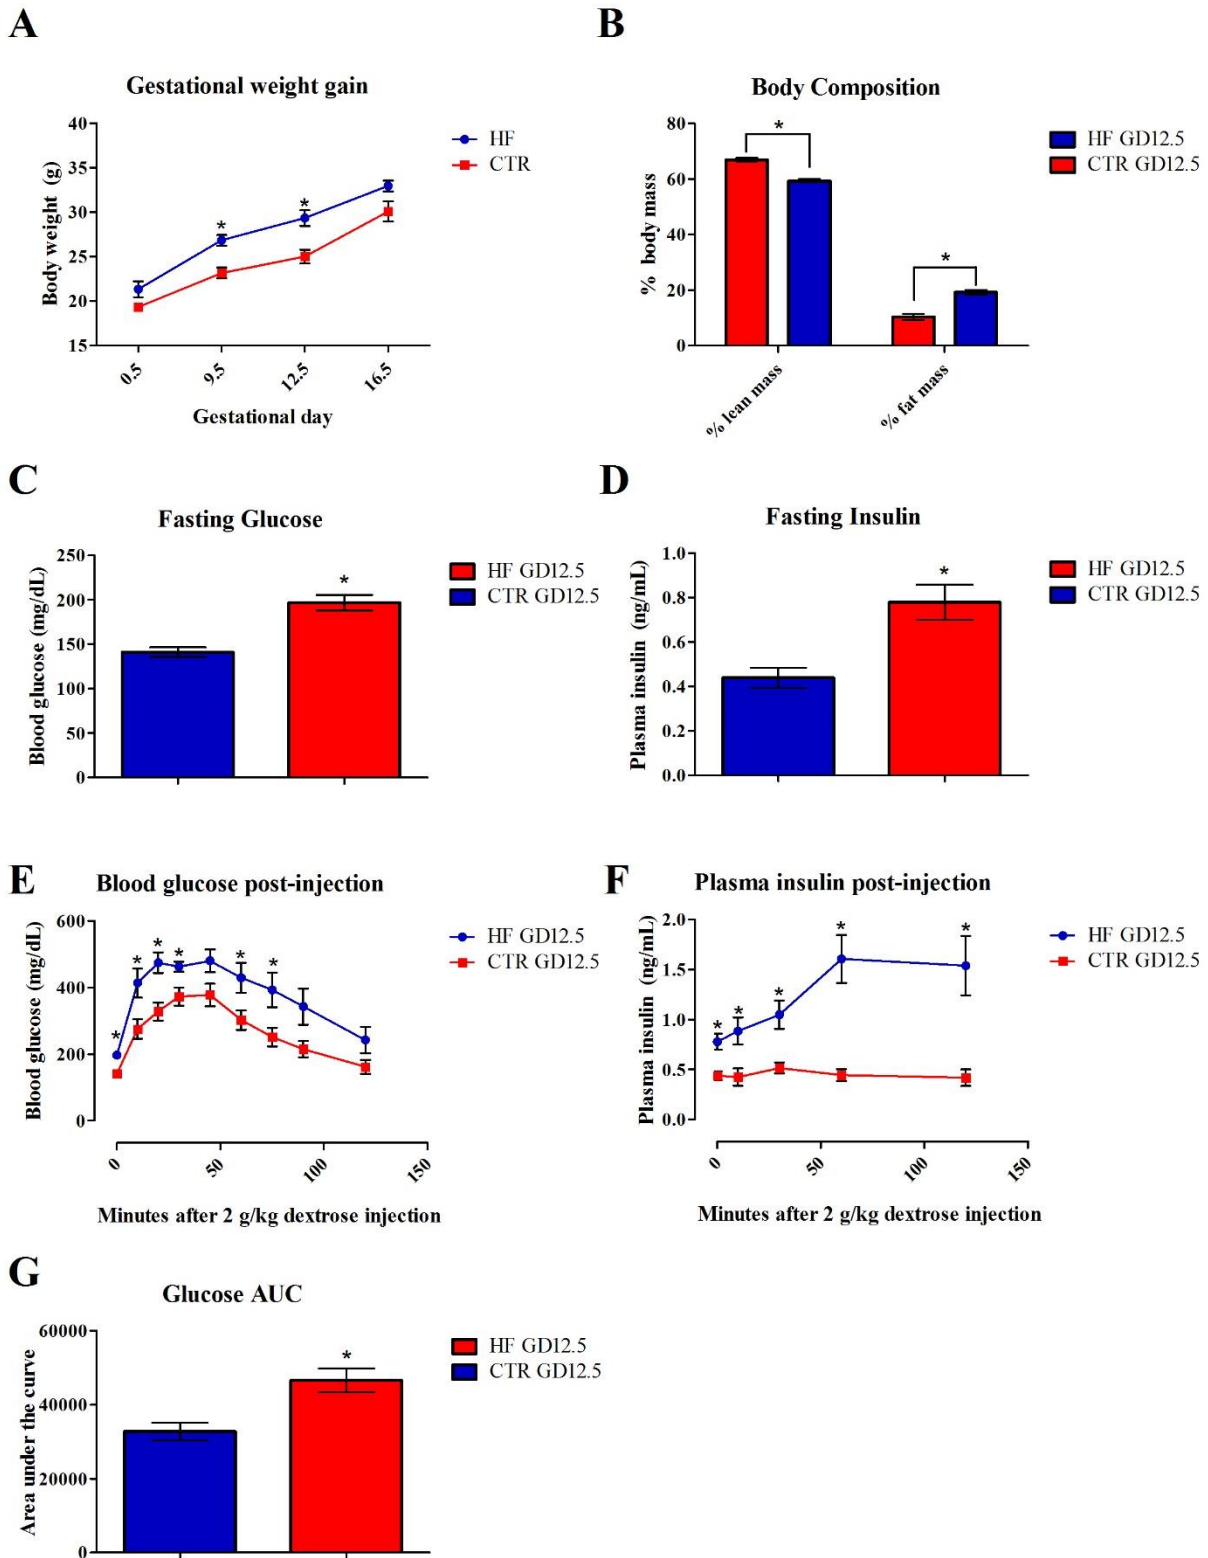 A
Gestational weight gain
Body weight (g)
40
35
30
25
20
15
* *
0.5 9.5 12.5 16.5
Gestational day
HF
CTR
B
Body Composition
% body mass
80
60
40
20
0
*
*
% lean mass % fat mass
HF GD12.5
CTR GD12.5
C
Fasting Glucose
Blood glucose (mg/dL)
250
200
150
100
50
0
*
HF GD12.5
CTR GD12.5
D
Fasting Insulin
Plasma insulin (ng/mL)
1.0
0.8
0.6
0.4
0.2
0.0
*
HF GD12.5
CTR GD12.5
E
Blood glucose post-injection
Blood glucose (mg/dL)
600
400
200
0
* * * * * *
0 50 100 150
Minutes after 2 g/kg dextrose injection
HF GD12.5
CTR GD12.5
F
Plasma insulin post-injection
Plasma insulin (ng/mL)
2.0
1.5
1.0
0.5
0.0
* * * * *
0 50 100 150
Minutes after 2 g/kg dextrose injection
HF GD12.5
CTR GD12.5
G
Glucose AUC
Area under the curve
60000
40000
20000
0
*
HF GD12.5
CTR GD12.5